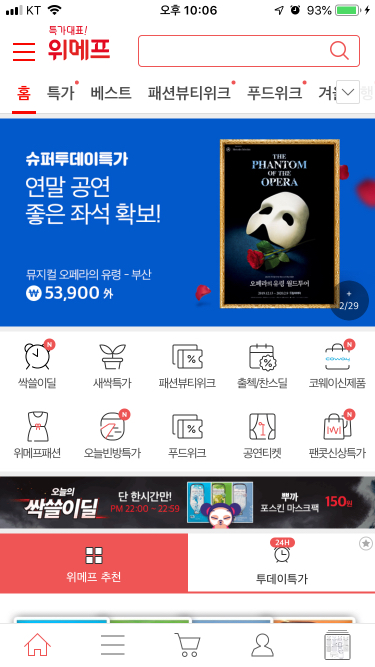 KT 오후 10:06 93%
특가대표!
위메프
홈 특가 베스트 패션뷰티위크 푸드위크 겨울 행
슈퍼투데이특가
연말 공연
좋은 좌석 확보!
뮤지컬 오페라의 유령 - 부산
₩ 53,900 外
THE
PHANTOM
OF THE
OPERA
오페라의 유령 월드투어
+
2/29
N N
싹쓸이딜 새싹특가 패션뷰티위크 출첵/찬스딜 코웨이신제품
coway
N N
위메프패션 오늘빈방특가 푸드위크 공연티켓 팬콧신상특가
오늘의
싹쓸이딜
단 한시간만!
PM 22:00 ~ 22:59
뿌까
포스킨 마스크팩
150원
위메프 추천
24H
투데이특가